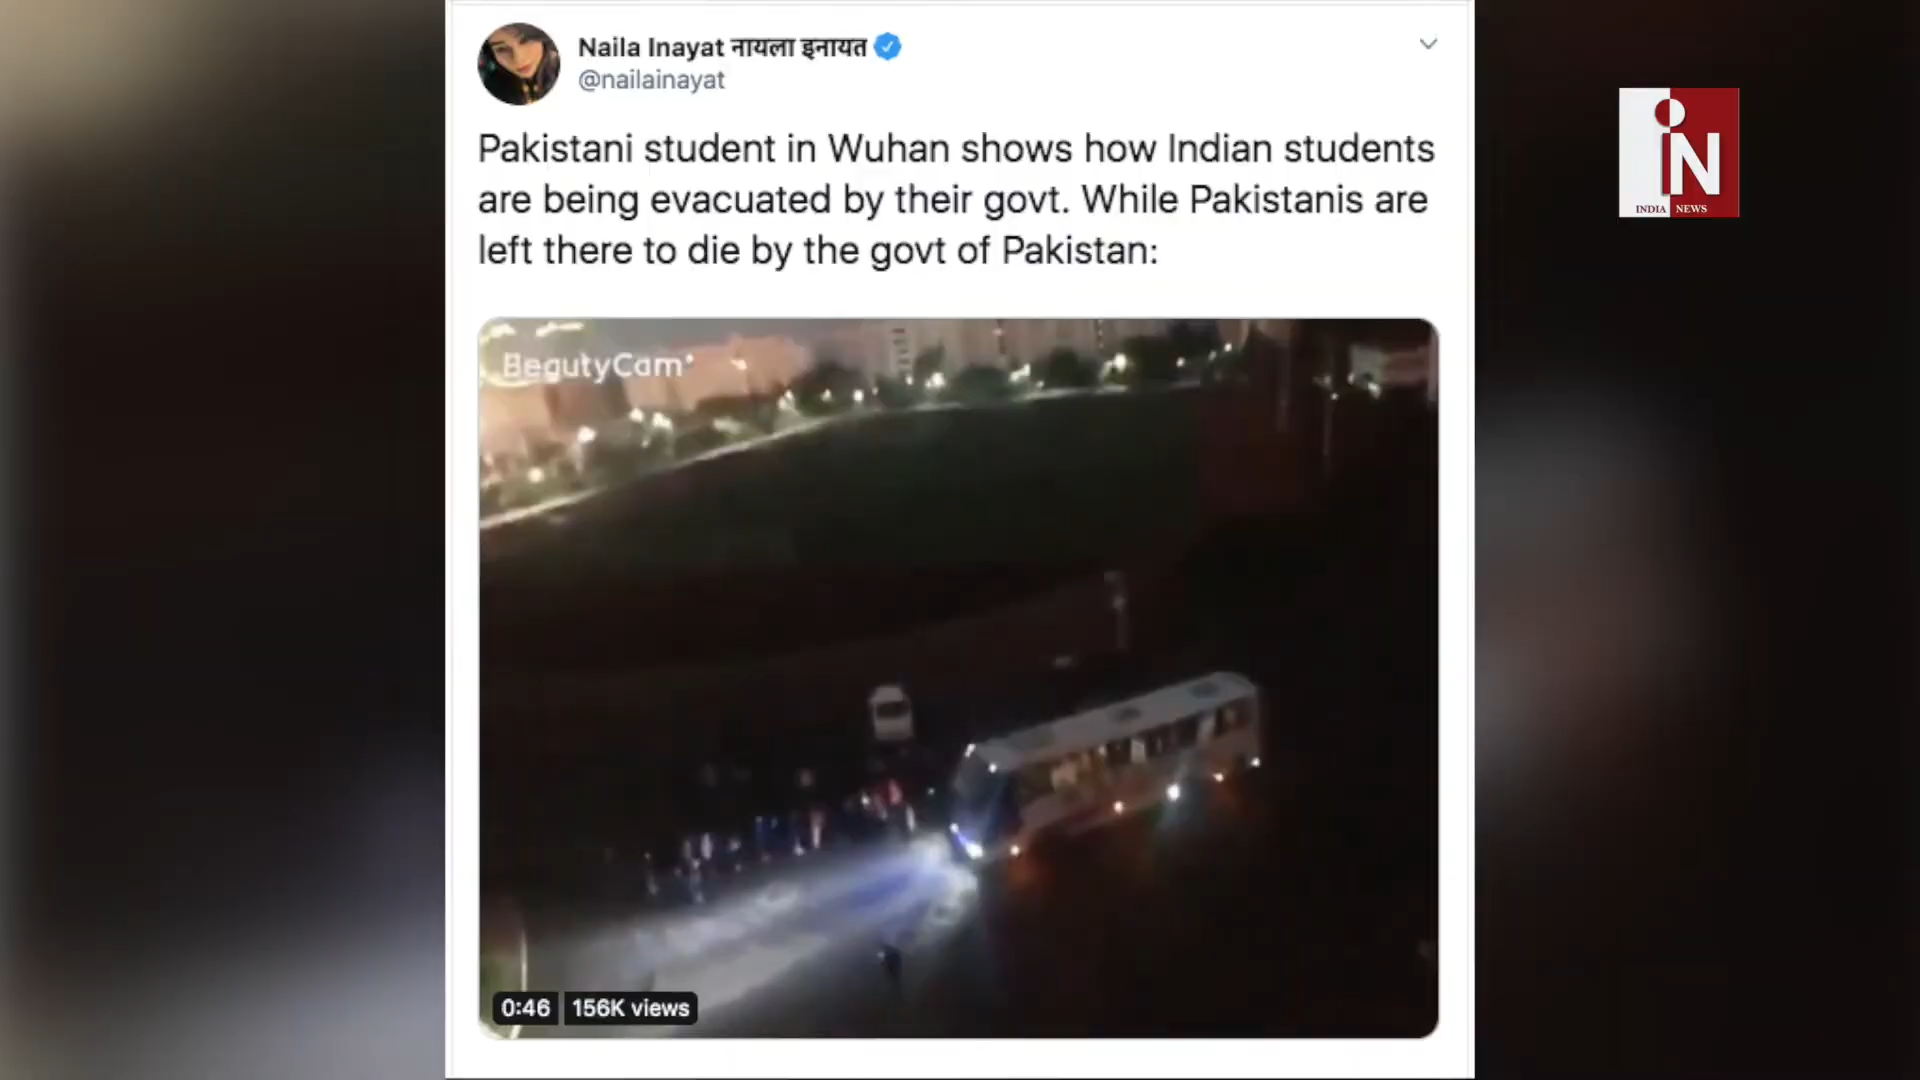 Naila Inayat नायला इनायत
@nailainayat
Pakistani student in Wuhan shows how Indian students
are being evacuated by their govt. While Pakistanis are
left there to die by the govt of Pakistan:
BeautyCam
0:46 156K views
iN
INDIA NEWS